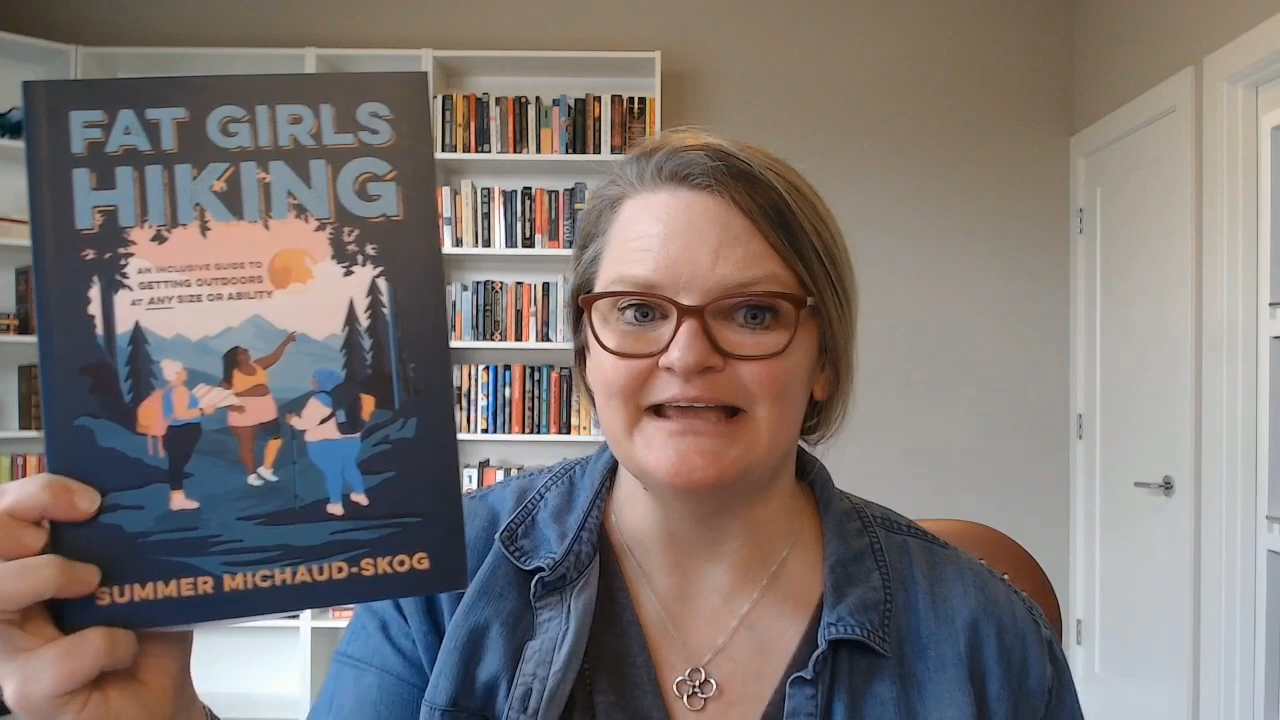 FAT GIRLS
HIKING
AN INCLUSIVE GUIDE TO
GETTING OUTDOORS
AT ANY SIZE OR ABILITY
SUMMER MICHAUD-SKOG